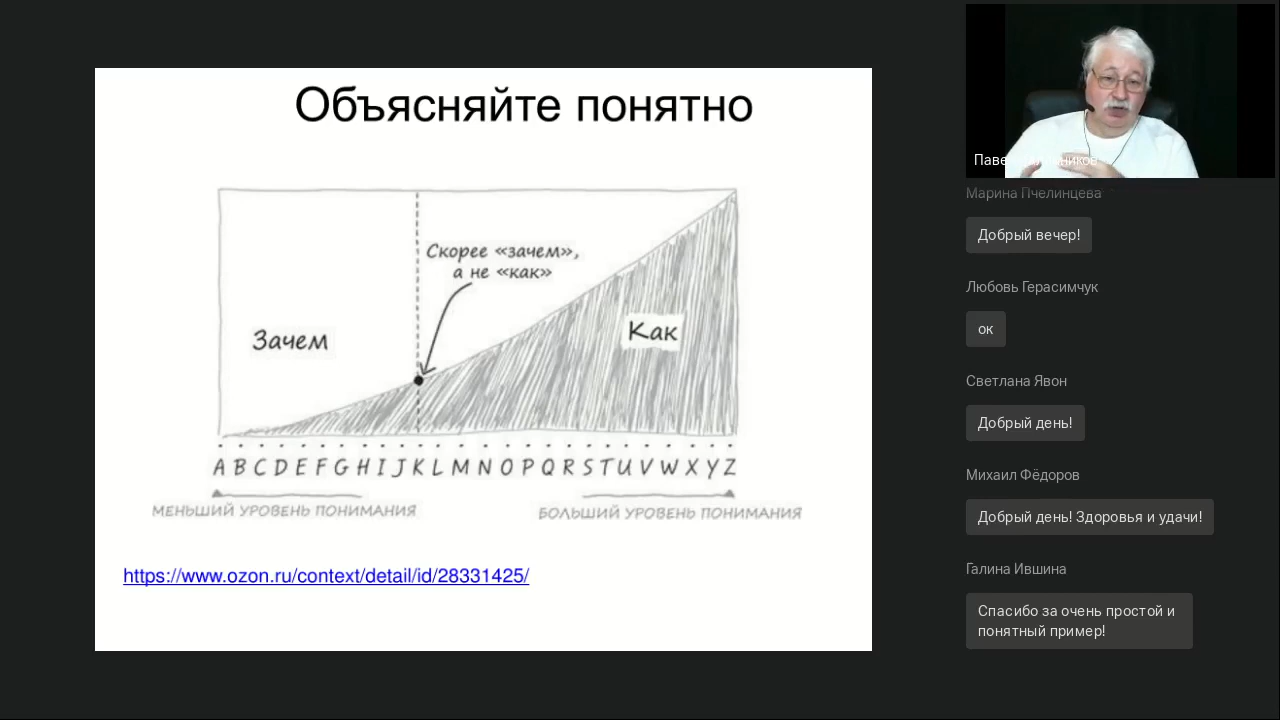 Объясняйте понятно
Скорее «зачем»,
а не «как»
Зачем
Как
A B C D E F G H I J K L M N O P Q R S T U V W X Y Z
МЕНЬШИЙ УРОВЕНЬ ПОНИМАНИЯ
БОЛЬШИЙ УРОВЕНЬ ПОНИМАНИЯ
https://www.ozon.ru/context/detail/id/28331425/
Марина Пчелинцева
Добрый вечер!
Любовь Герасимчук
ок
Светлана Явон
Добрый день!
Михаил Фёдоров
Добрый день! Здоровья и удачи!
Галина Ившина
Спасибо за очень простой и
понятный пример!